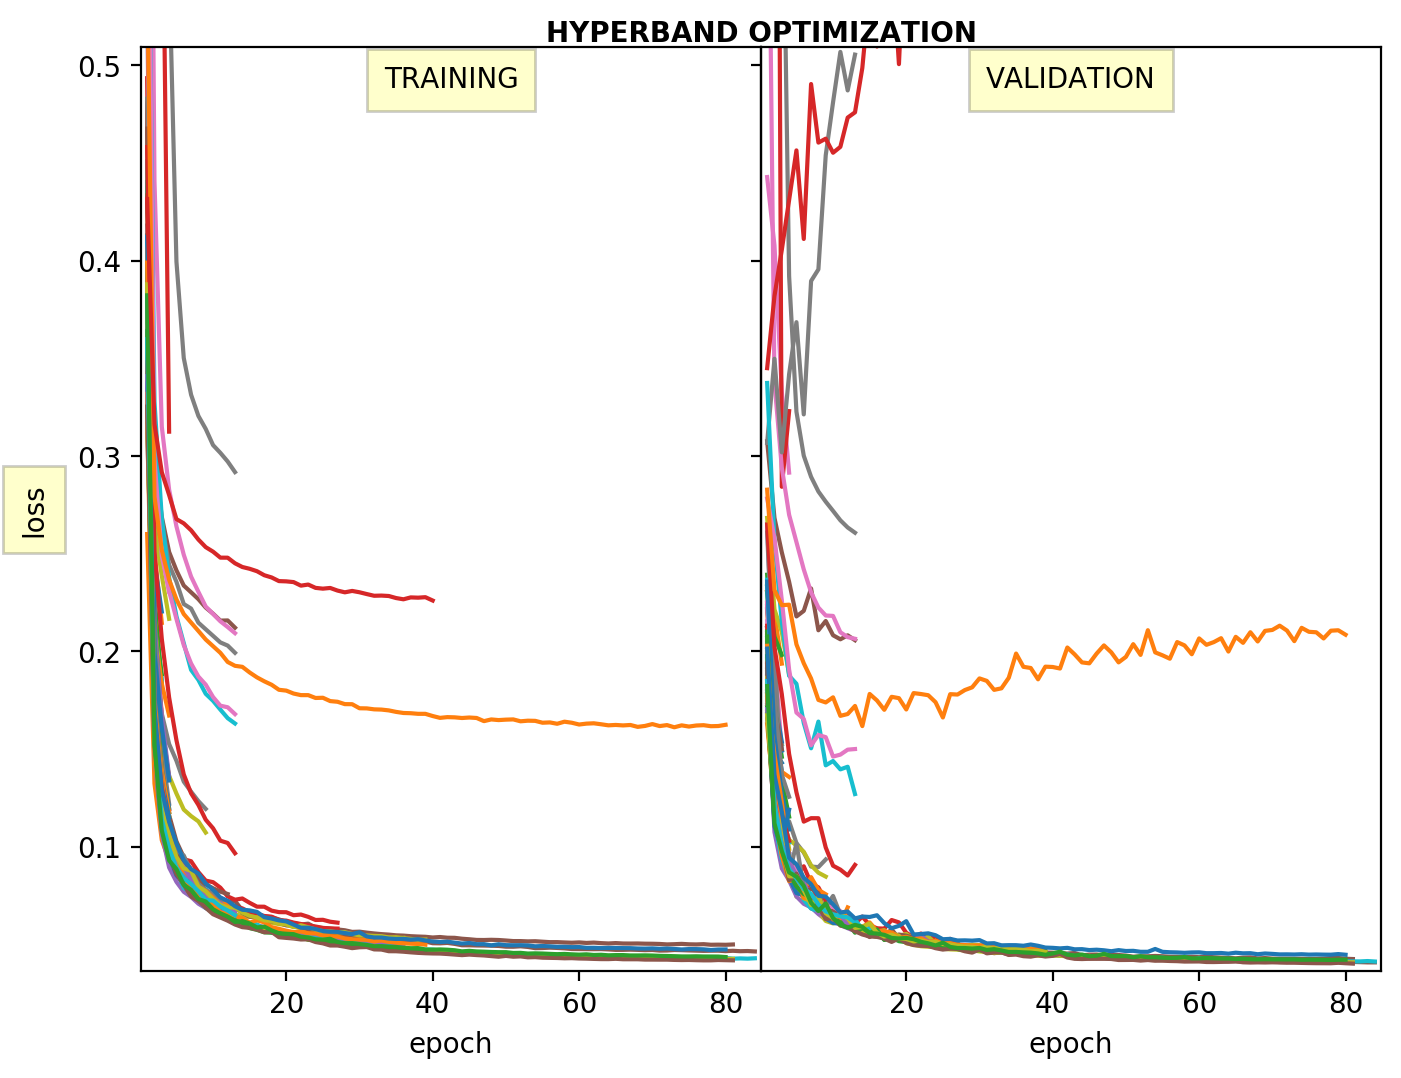 HYPERBAND OPTIMIZATION
TRAINING
VALIDATION
loss
0.5
0.4
0.3
0.2
0.1
20 40 60 80
20 40 60 80
epoch
epoch